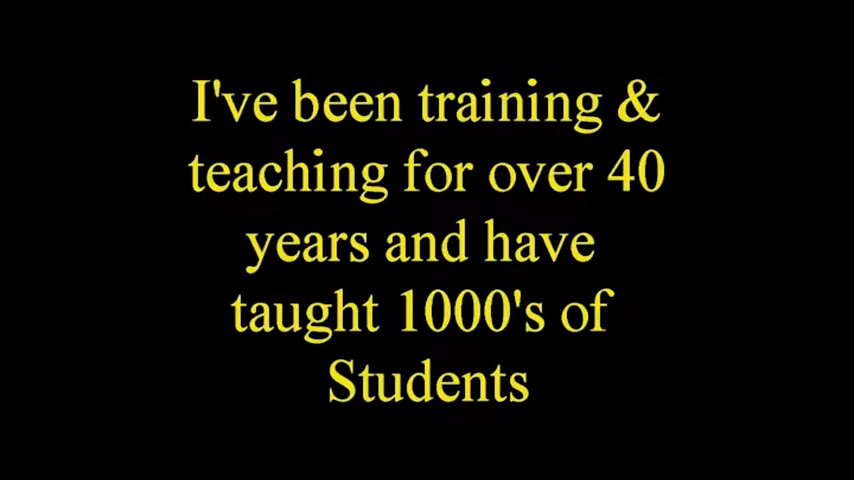 I've been training &
teaching for over 40
years and have
taught 1000's of
Students